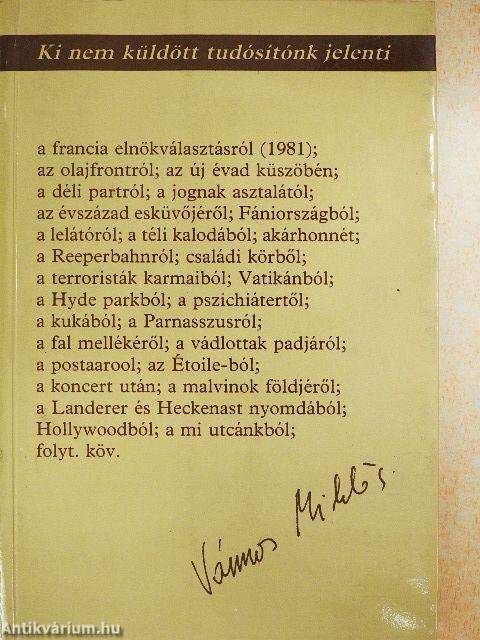 Ki nem küldött tudósítónk jelenti
a francia elnökválasztásról (1981);
az olajfrontról; az új évad küszöbén;
a déli partról; a jognak asztalától;
az évszázad esküvőjéről; Fániországból;
a lelátóról; a téli kalodából; akárhonnét;
a Reeperbahnról; családi körből;
a terroristák karmaiból; Vatikánból;
a Hyde parkból; a pszichiátertől;
a kukából; a Parnasszusról;
a fal mellékéről; a vádlottak padjáról;
a postaarool; az Étoile-ból;
a koncert után; a malvinok földjéről;
a Landerer és Heckenast nyomdából;
Hollywoodból; a mi utcánkból;
folyt. köv.
Vámos Miklós.
Antikvárium.hu